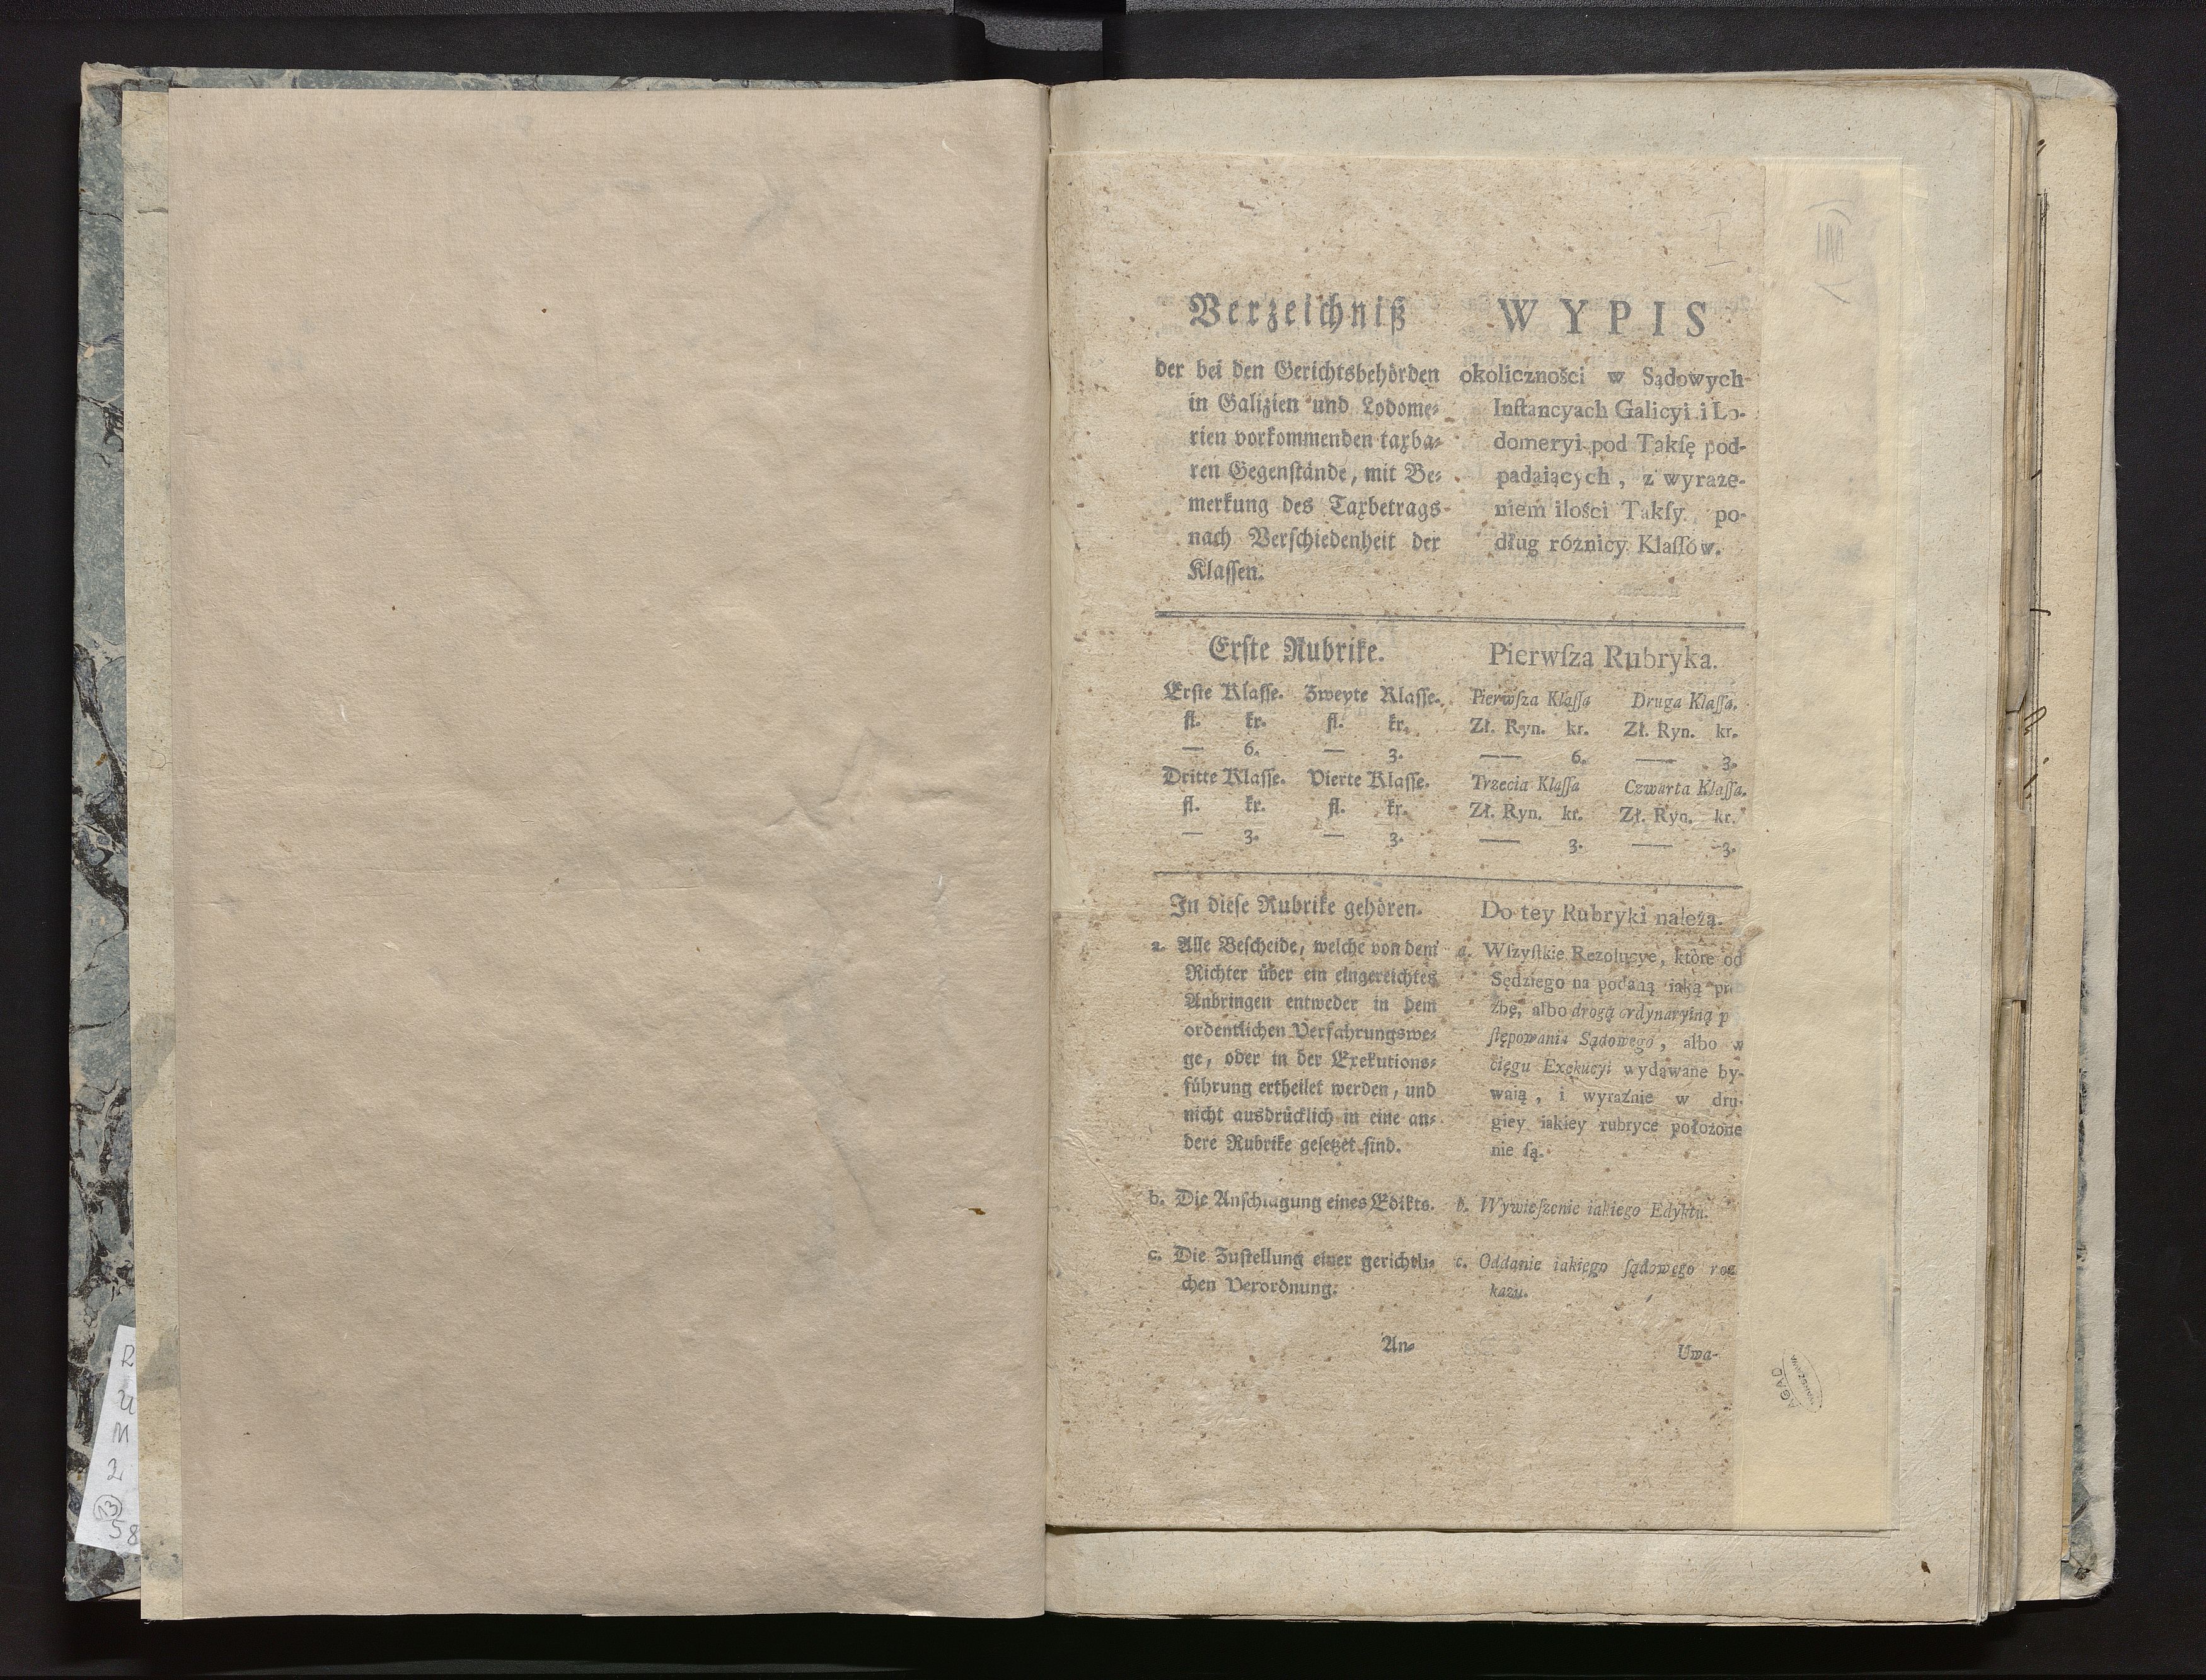 Verzeichniß
der bei den Gerichtsbehörden
in Galizien und Lodome⸗
rien vorkommenden taxba⸗
ren Gegenstände, mit Be⸗
merkung des Taxbetrags
nach Verschiedenheit der
Klassen.
WYPIS
okoliczności w Sądowych
Inſtancyach Galicyi i Lo-
domeryi pod Takſę pod-
padaiących, z wyraże-
niem ilości Takſy po-
dług różnicy Klaſſów.
Erste Rubrike.
Erste Klasse. Zweyte Klasse.
fl. kr. fl. kr.
— 6. — 3.
Dritte Klasse. Vierte Klasse.
fl. kr. fl. kr.
— 3. — 3.
Pierwſza Rubryka.
Pierwſza Klaſſa Druga Klaſſa.
Zł. Ryn. kr. Zł. Ryn. kr.
— 6. — 3.
Trzecia Klaſſa Czwarta Klaſſa.
Zł. Ryn. kr. Zł. Ryn. kr.
— 3. — 3.
In diese Rubrike gehören.
a. Alle Bescheide, welche von dem
Richter über ein eingereichtes
Anbringen entweder in dem
ordentlichen Verfahrungswe⸗
ge, oder in der Exekutions⸗
führung ertheilet werden, und
nicht ausdrücklich in eine an⸗
dere Rubrike gesetzet sind.
b. Die Anschlagung eines Edikts.
c. Die Zustellung einer gerichtli⸗
chen Verordnung.
An⸗
Do tey Rubryki należą.
a. Wſzyſtkie Rezolucye, które od
Sędziego na podaną iaką
źbę, albo drogą ordynaryiną
ſtępowania Sądowego, albo w
ciągu Exekucyi wydawane by-
waią, i wyraźnie w dru-
giey iakiey rubryce położone
nie ſą.
b. Wywieſzenie iakiego Edyktu.
c. Oddanie iakiego ſądowego roz
kazu.
Uwa-
AGAD
WARSZAWA
R
U
M
2
13
58